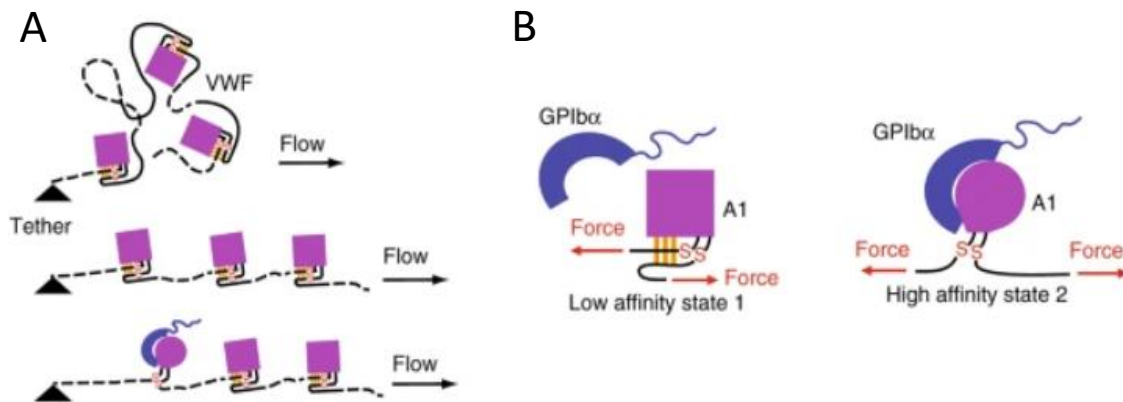 A
VWF
Flow
Tether
Flow
Flow
B
GPIbα
A1
Force
S
S
Force
Low affinity state 1
GPIbα
A1
Force
S
S
Force
High affinity state 2